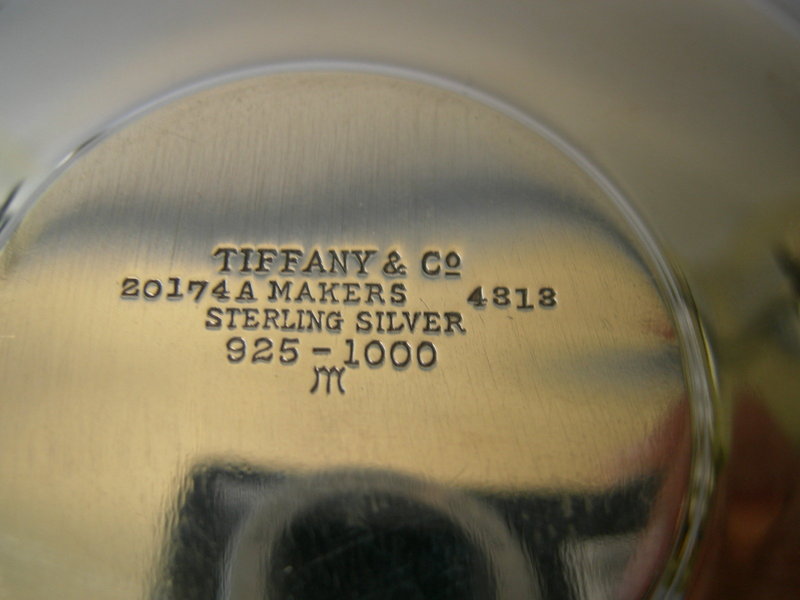 TIFFANY & Cº
20174A MAKERS 4313
STERLING SILVER
925-1000
m